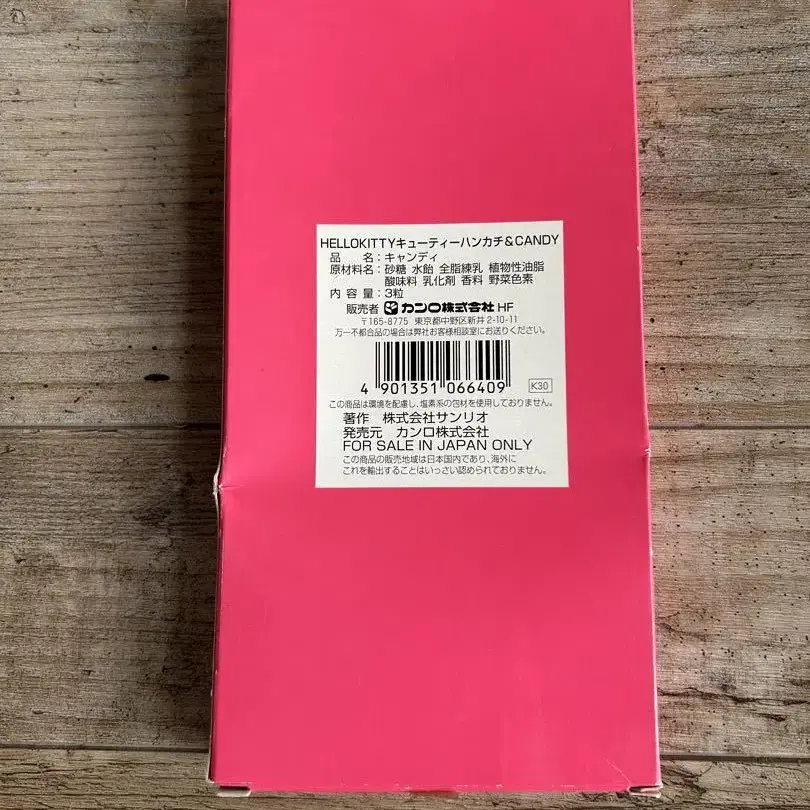 HELLOKITTYキューティーハンカチ&CANDY
品 名：キャンディ
原材料名：砂糖 水飴 全脂練乳 植物性油脂
酸味料 乳化剤 香料 野菜色素
内 容 量：3粒
販売者 カンロ株式会社 HF
〒165-8775 東京都中野区新井 2-10-11
万一不都合品の場合は弊社お客様相談室にお送りください。
4 901351 066409
K30
この商品は環境を配慮し、塩素系の包材を使用しておりません。
著作 株式会社サンリオ
発売元 カンロ株式会社
FOR SALE IN JAPAN ONLY
この商品の販売地域は日本国内であり、海外に
これを輸出することはいっさい認められておりません。